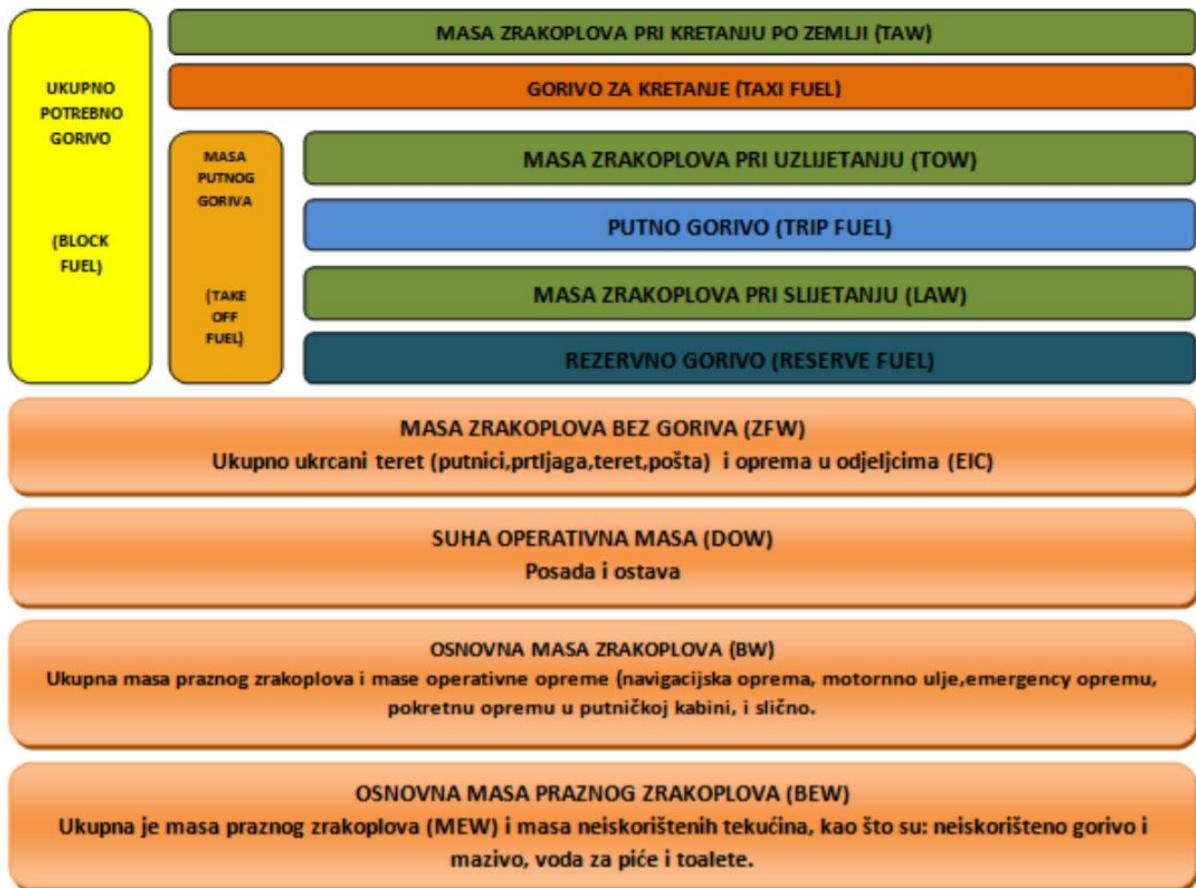 UKUPNO
POTREBNO
GORIVO
(BLOCK
FUEL)
MASA ZRAKOPLOVA PRI KRETANJU PO ZEMLJI (TAW)
GORIVO ZA KRETANJE (TAXI FUEL)
MASA
PUTNOG
GORIVA
(TAKE
OFF
FUEL)
MASA ZRAKOPLOVA PRI UZLIJETANJU (TOW)
PUTNO GORIVO (TRIP FUEL)
MASA ZRAKOPLOVA PRI SLIJETANJU (LAW)
REZERVNO GORIVO (RESERVE FUEL)
MASA ZRAKOPLOVA BEZ GORIVA (ZFW)
Ukupno ukrcani teret (putnici,prtljaga,teret,pošta) i oprema u odjeljcima (EIC)
SUHA OPERATIVNA MASA (DOW)
Posada i ostava
OSNOVNA MASA ZRAKOPLOVA (BW)
Ukupna masa praznog zrakoplova i mase operativne opreme (navigacijska oprema, motornno ulje,emergency opremu,
pokretnu opremu u putničkoj kabini, i slično.
OSNOVNA MASA PRAZNOG ZRAKOPLOVA (BEW)
Ukupna je masa praznog zrakoplova (MEW) i masa neiskorištenih tekućina, kao što su: neiskorišteno gorivo i
mazivo, voda za piće i toalete.